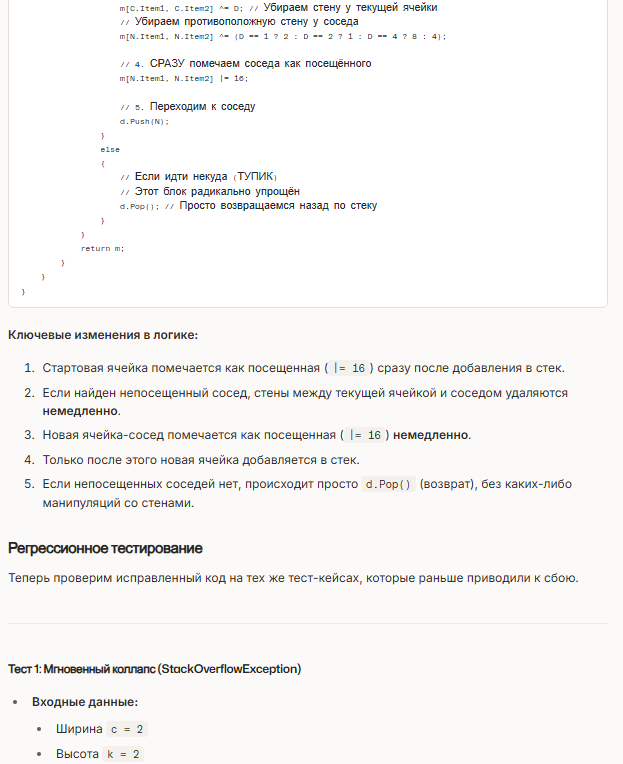 m[C.Item1, C.Item2] ^= D; // Убираем стену у текущей ячейки
// Убираем противоположную стену у соседа
m[N.Item1, N.Item2] ^= (D == 1 ? 2 : D == 2 ? 1 : D == 4 ? 8 : 4);
// 4. СРАЗУ помечаем соседа как посещённого
m[N.Item1, N.Item2] |= 16;
// 5. Переходим к соседу
d.Push(N);
}
else
{
// Если идти некуда (ТУПИК)
// Этот блок радикально упрощён
d.Pop(); // Просто возвращаемся назад по стеку
}
}
return m;
}
}
}
Ключевые изменения в логике:
1. Стартовая ячейка помечается как посещенная ( |= 16 ) сразу после добавления в стек.
2. Если найден непосещенный сосед, стены между текущей ячейкой и соседом удаляются
немедленно.
3. Новая ячейка-сосед помечается как посещенная ( |= 16 ) немедленно.
4. Только после этого новая ячейка добавляется в стек.
5. Если непосещенных соседей нет, происходит просто d.Pop() (возврат), без каких-либо
манипуляций со стенами.
Регрессионное тестирование
Теперь проверим исправленный код на тех же тест-кейсах, которые раньше приводили к сбою.
Тест 1: Мгновенный коллапс (StackOverflowException)
• Входные данные:
• Ширина c = 2
• Высота k = 2